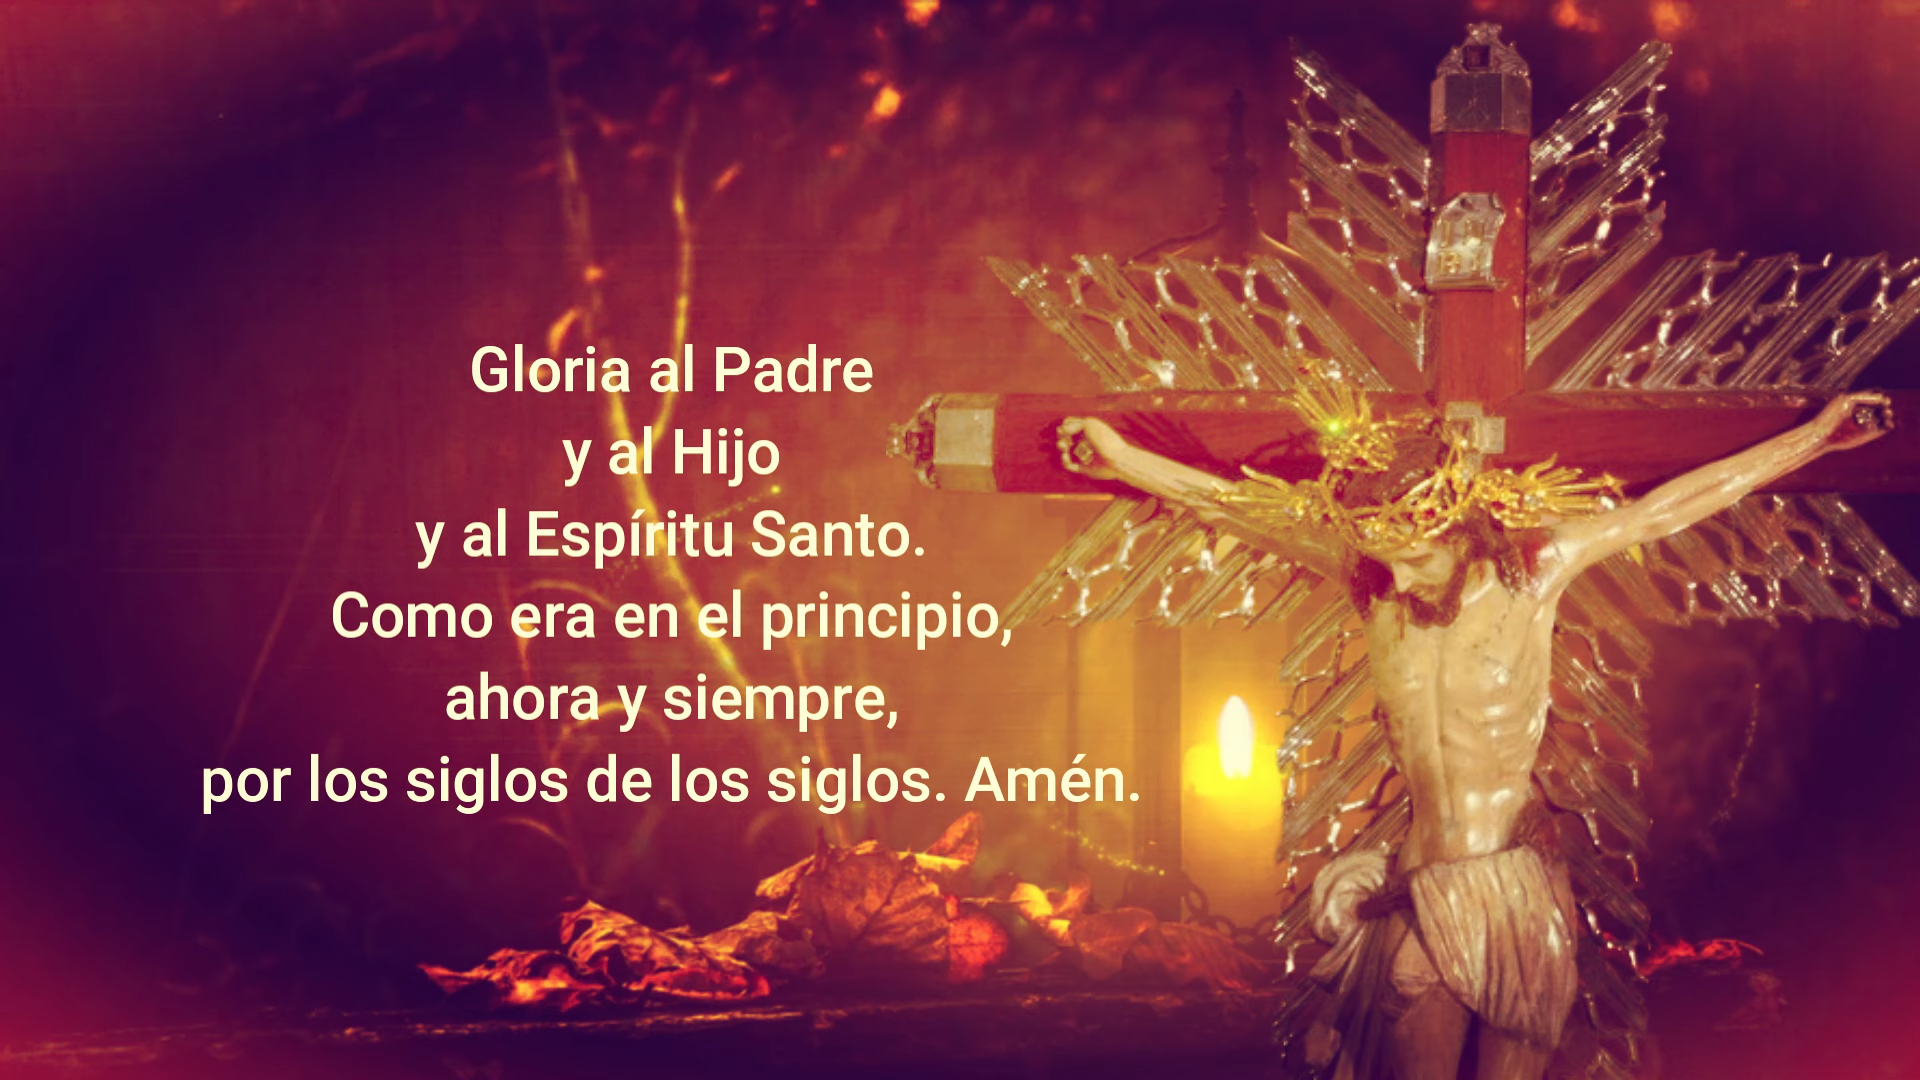 Gloria al Padre
y al Hijo
y al Espíritu Santo.
Como era en el principio,
ahora y siempre,
por los siglos de los siglos. Amén.